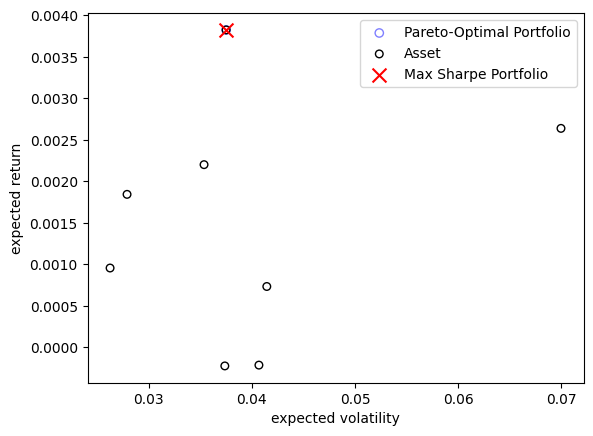 0.0040
0.0035
0.0030
0.0025
0.0020
0.0015
0.0010
0.0005
0.0000
expected return
Pareto-Optimal Portfolio
Asset
Max Sharpe Portfolio
0.03 0.04 0.05 0.06 0.07
expected volatility